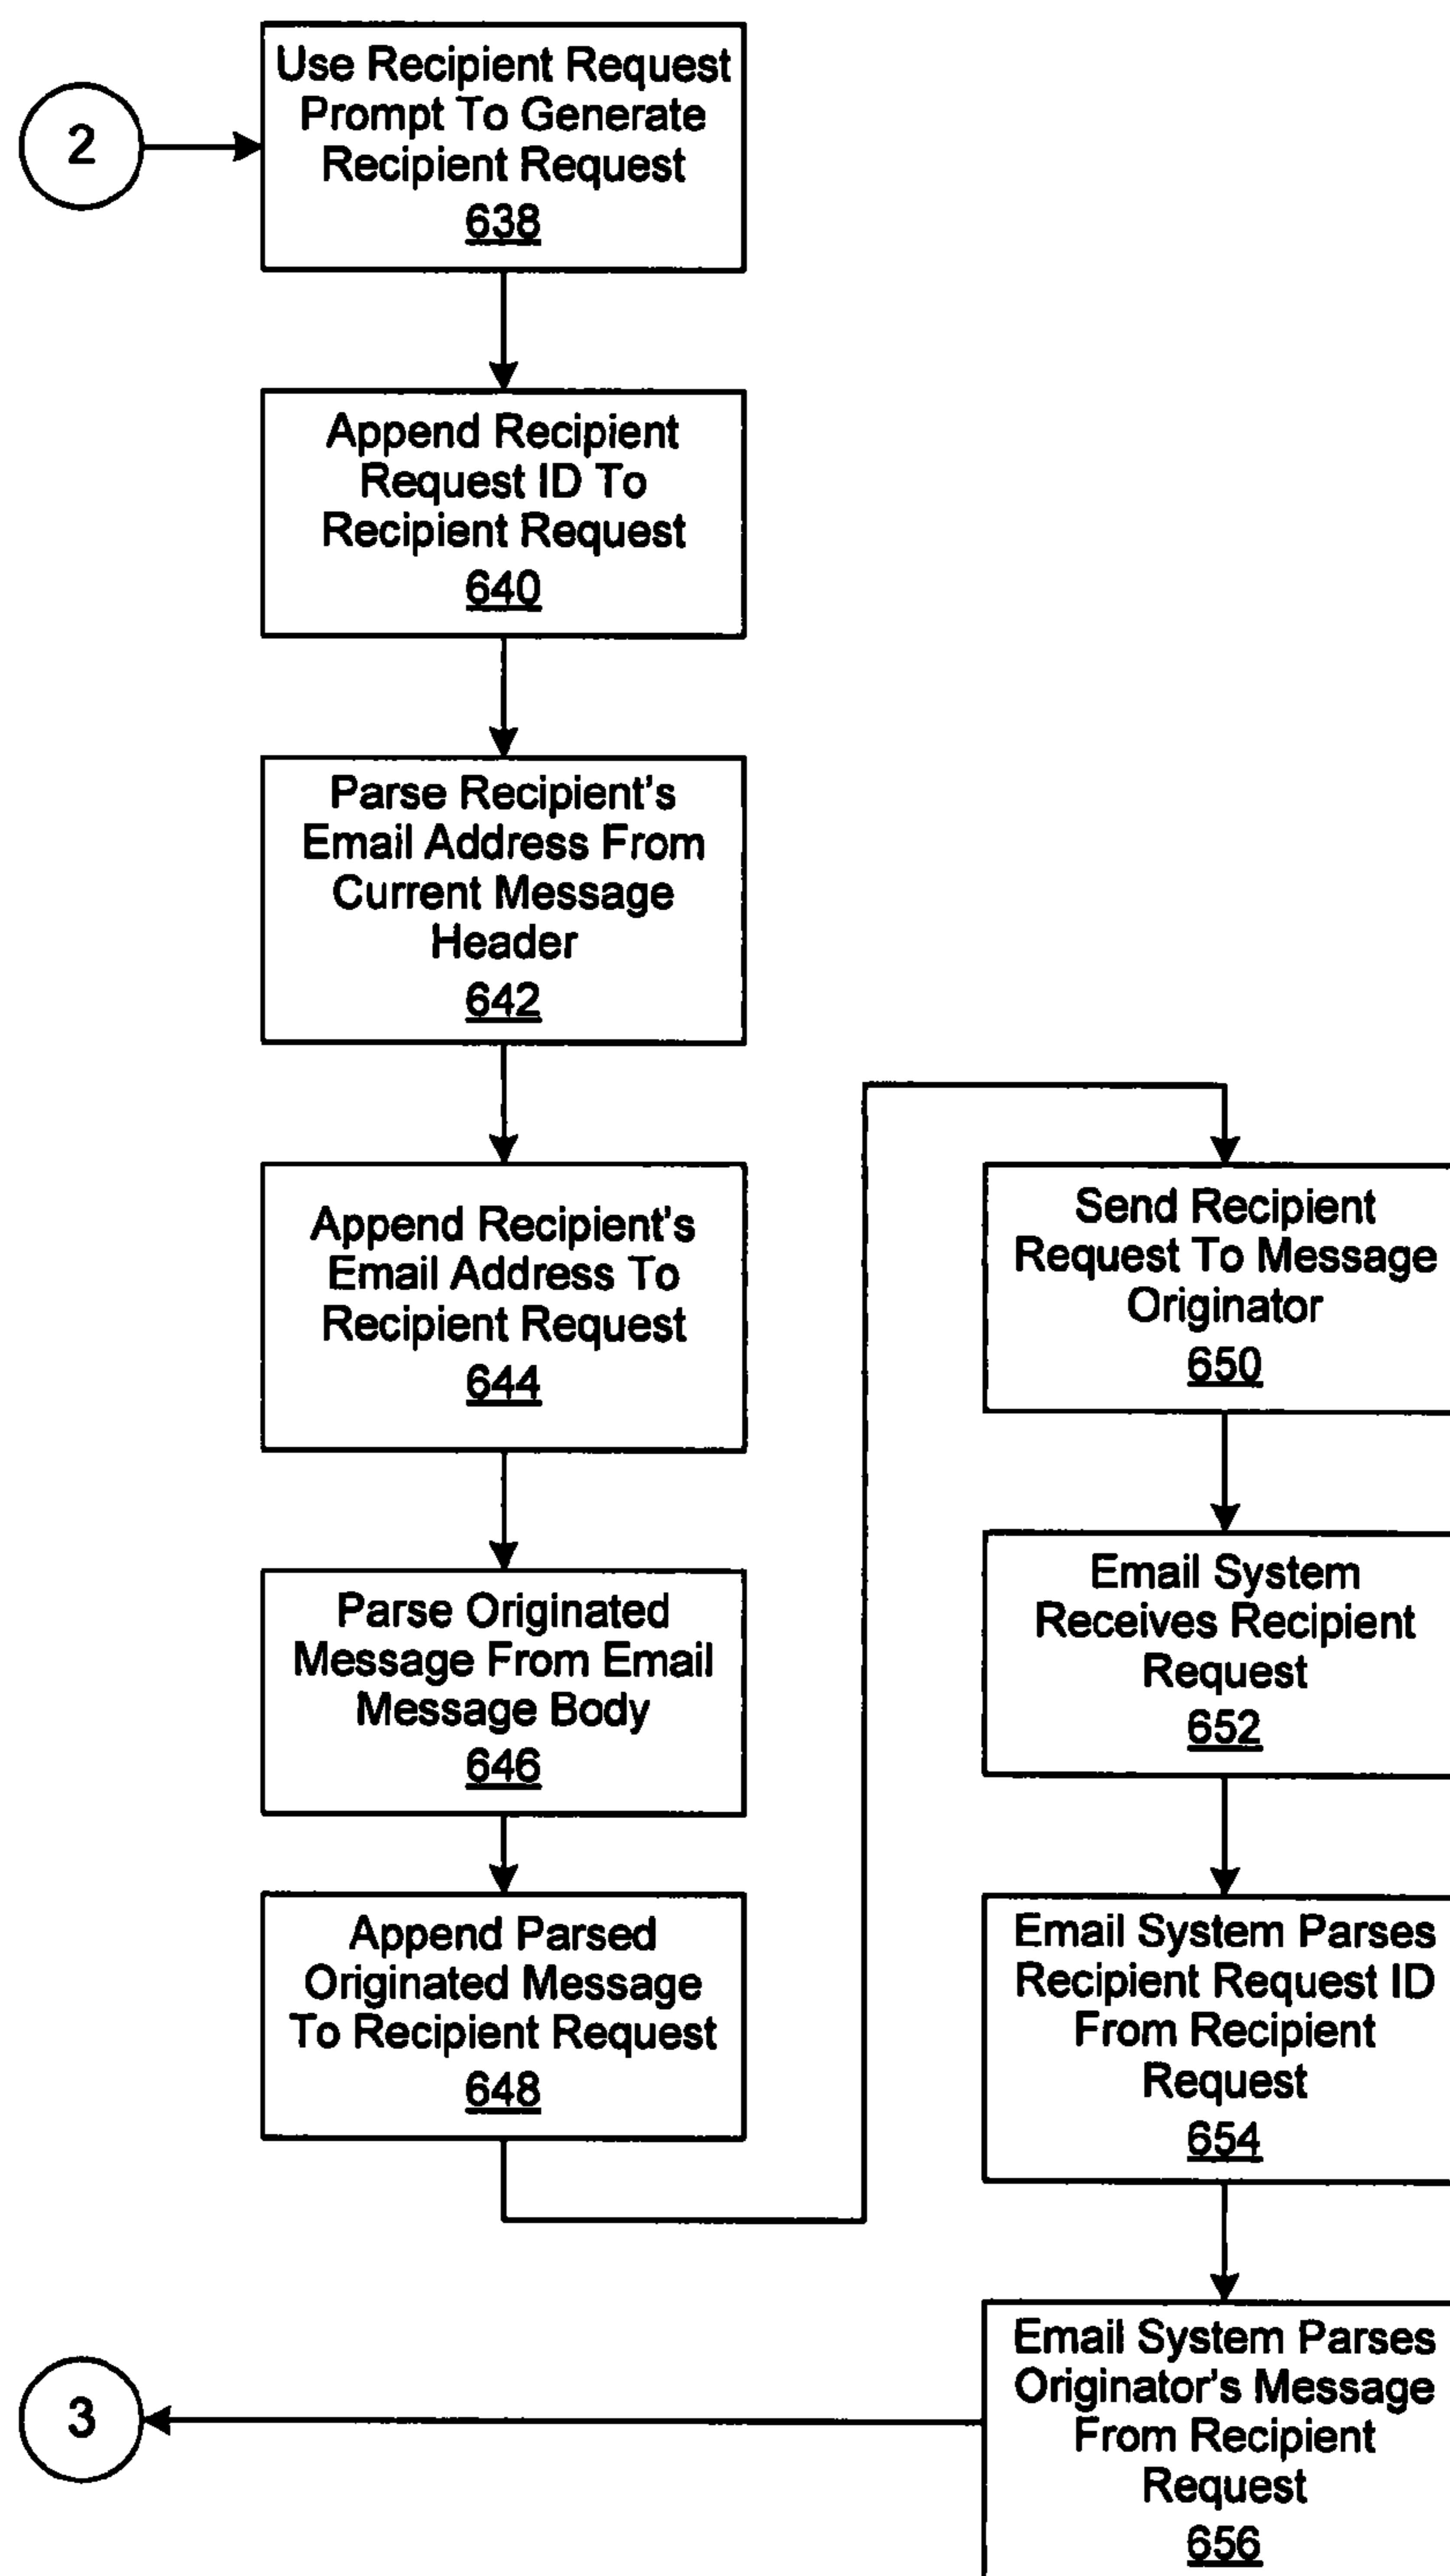 2
Use Recipient Request
Prompt To Generate
Recipient Request
638
Append Recipient
Request ID To
Recipient Request
640
Parse Recipient's
Email Address From
Current Message
Header
642
Append Recipient's
Email Address To
Recipient Request
644
Parse Originated
Message From Email
Message Body
646
Append Parsed
Originated Message
To Recipient Request
648
Send Recipient
Request To Message
Originator
650
Email System
Receives Recipient
Request
652
Email System Parses
Recipient Request ID
From Recipient
Request
654
Email System Parses
Originator's Message
From Recipient
Request
656
3